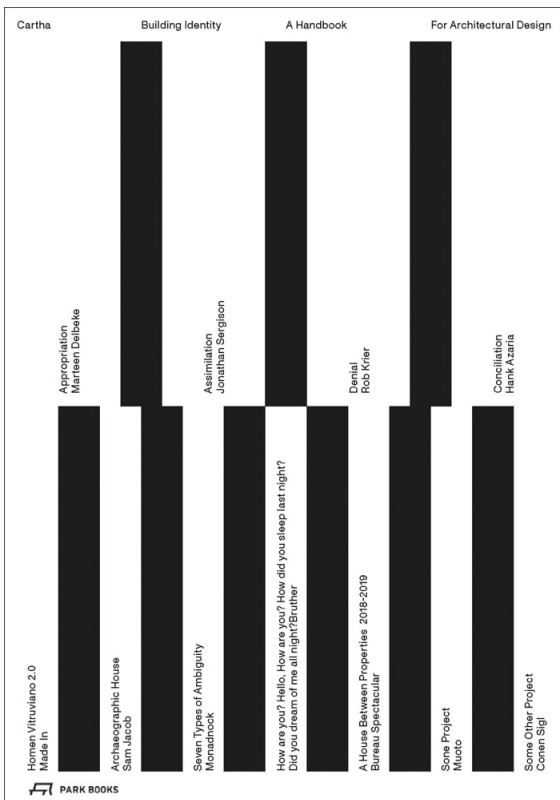 Cartha
Building Identity
A Handbook
For Architectural Design
Appropriation
Marteen Delbeke
Assimilation
Jonathan Sergison
Denial
Rob Krier
Conciliation
Hank Azaria
Homen Vitruviano 2.0
Made In
Archaeographic House
Sam Jacob
Seven Types of Ambiguity
Monadnock
How are you? Hello, How are you? How did you sleep last night?
Did you dream of me all night?Bruther
A House Between Properties 2018-2019
Bureau Spectacular
Sone Project
Muoto
Some Other Project
Conen Sigl
PARK BOOKS